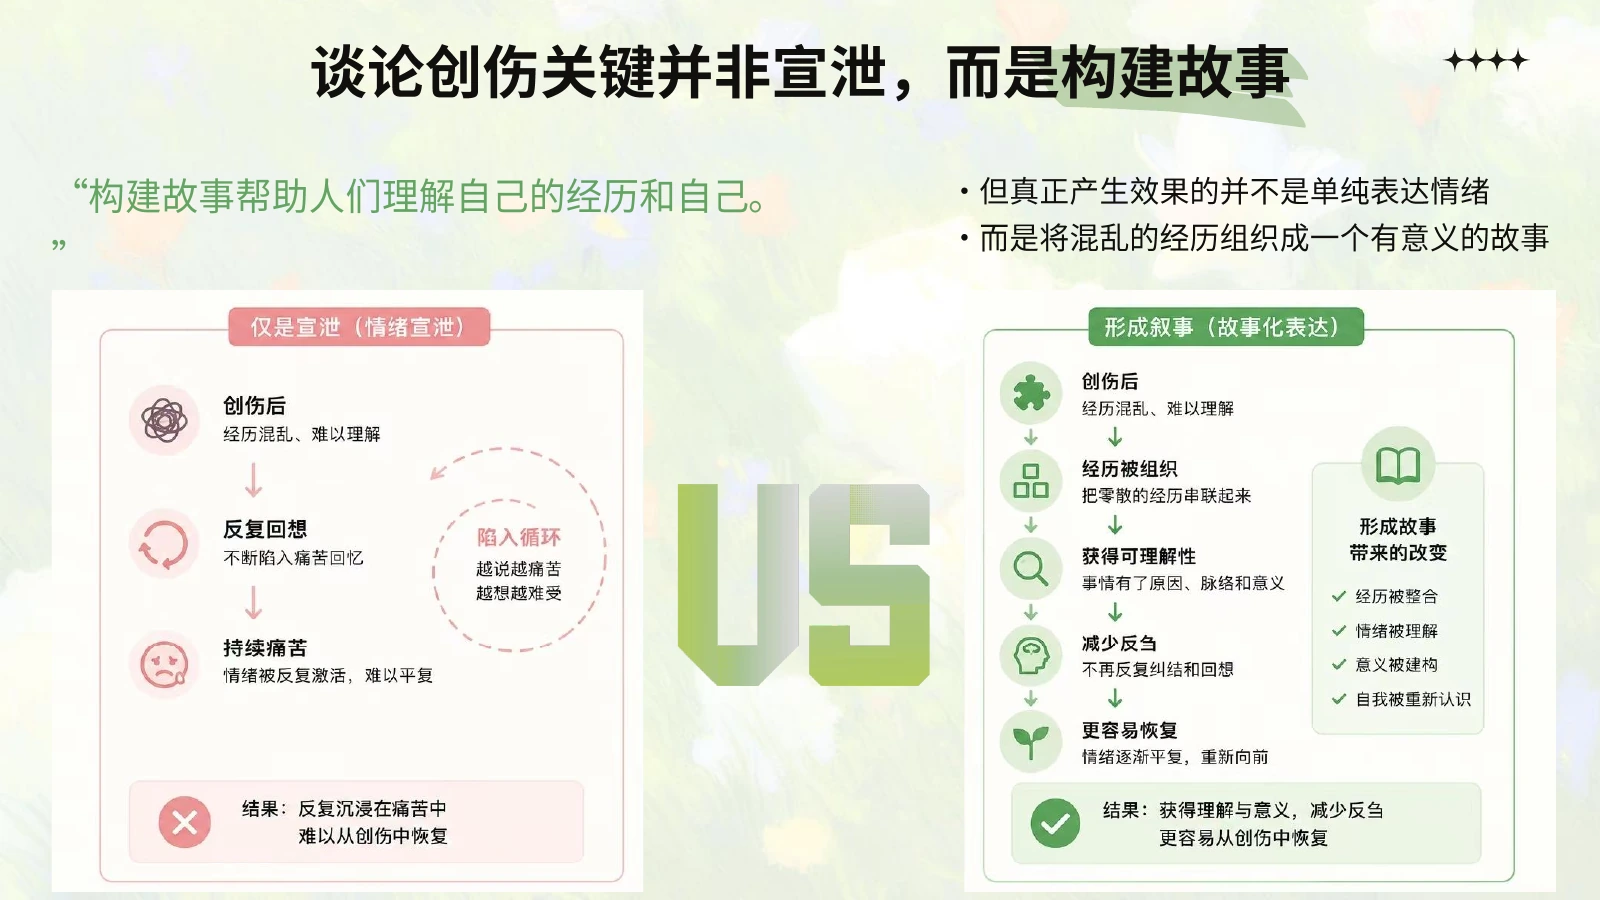 谈论创伤关键并非宣泄，而是构建故事
“构建故事帮助人们理解自己的经历和自己。
”
·但真正产生效果的并不是单纯表达情绪
·而是将混乱的经历组织成一个有意义的故事
仅是宣泄（情绪宣泄）
创伤后
经历混乱、难以理解
反复回想
不断陷入痛苦回忆
持续痛苦
情绪被反复激活，难以平复
陷入循环
越说越痛苦
越想越难受
结果：反复沉浸在痛苦中
难以从创伤中恢复
US
形成叙事（故事化表达）
创伤后
经历混乱、难以理解
经历被组织
把零散的经历串联起来
获得可理解性
事情有了原因、脉络和意义
减少反刍
不再反复纠结和回想
更容易恢复
情绪逐渐平复，重新向前
形成故事
带来的改变
经历被整合
情绪被理解
意义被建构
自我被重新认识
结果：获得理解与意义，减少反刍
更容易从创伤中恢复